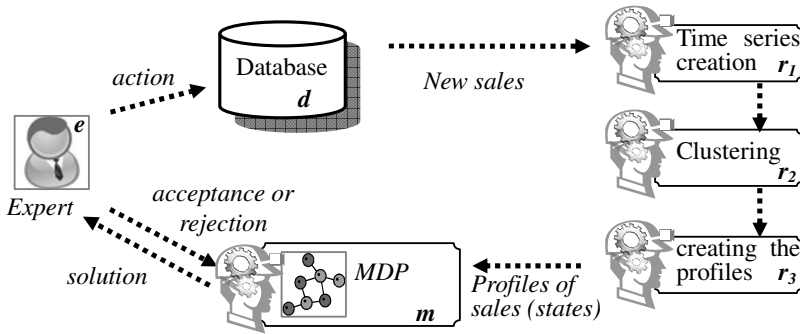 Time series
creation r1
Database
d
action
New sales
e
Clustering
r2
Expert
acceptance or
rejection
solution
MDP
m
Profiles of
sales (states)
creating the
profiles r3